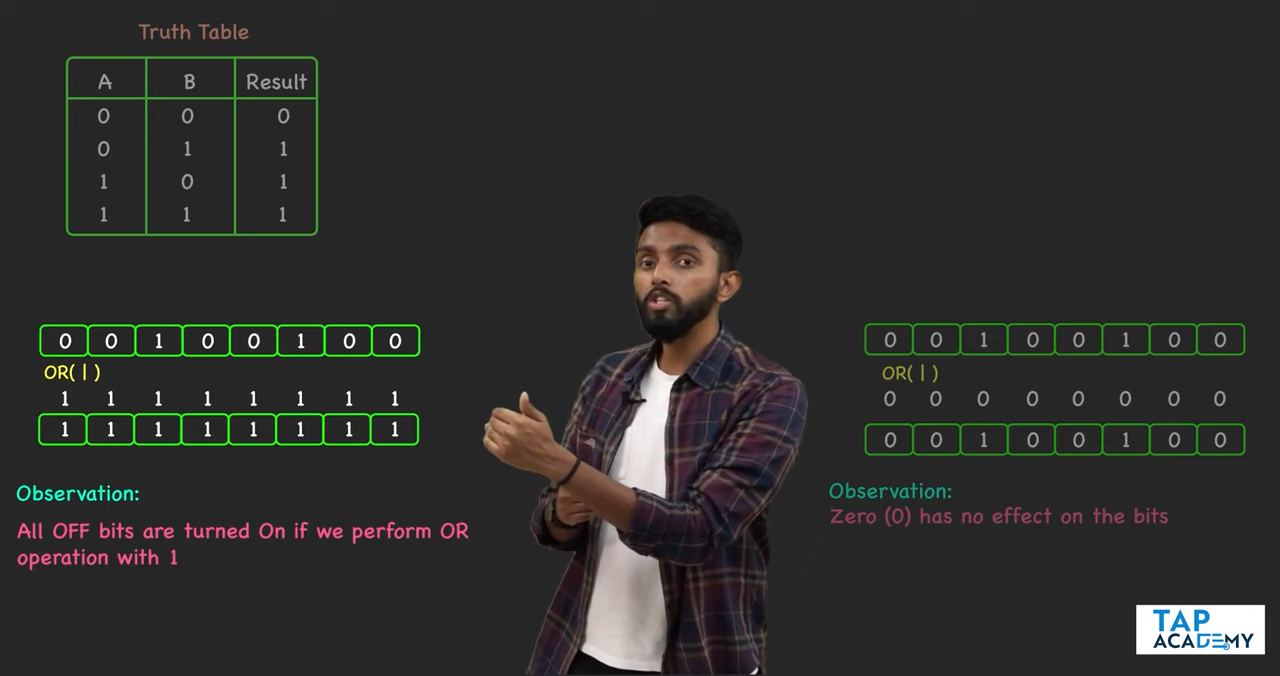 Truth Table
A B Result
0 0 0
0 1 1
1 0 1
1 1 1
0 0 1 0 0 1 0 0
OR( | )
1 1 1 1 1 1 1 1
1 1 1 1 1 1 1 1
Observation:
All OFF bits are turned On if we perform OR
operation with 1
0 0 1 0 0 1 0 0
OR( | )
0 0 0 0 0 0 0 0
0 0 1 0 0 1 0 0
Observation:
Zero (0) has no effect on the bits
TAP
ACADEMY